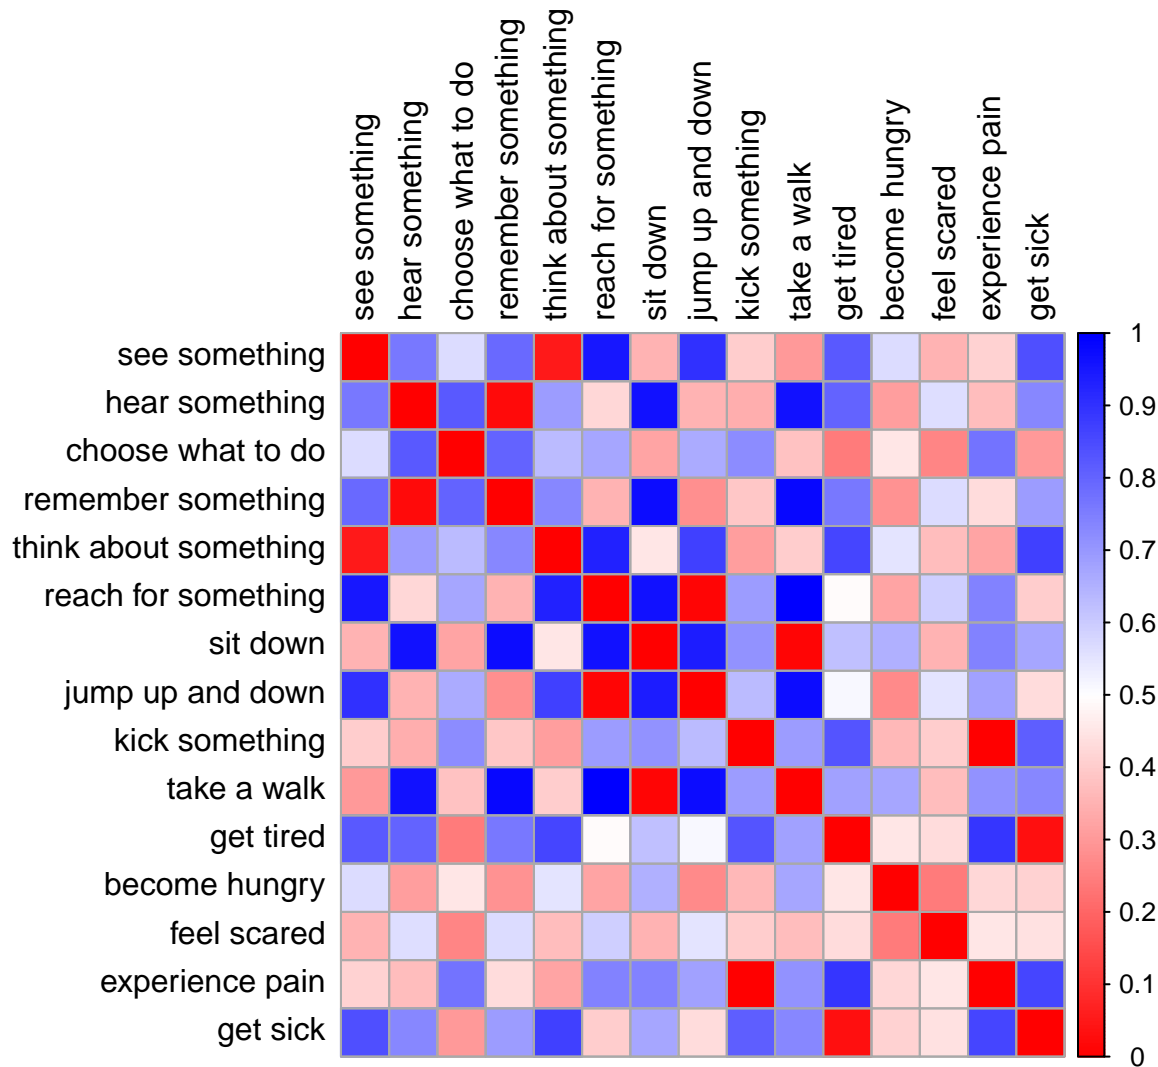 see something
hear something
choose what to do
remember something
think about something
reach for something
sit down
jump up and down
kick something
take a walk
get tired
become hungry
feel scared
experience pain
get sick
see something
hear something
choose what to do
remember something
think about something
reach for something
sit down
jump up and down
kick something
take a walk
get tired
become hungry
feel scared
experience pain
get sick
1
0.9
0.8
0.7
0.6
0.5
0.4
0.3
0.2
0.1
0